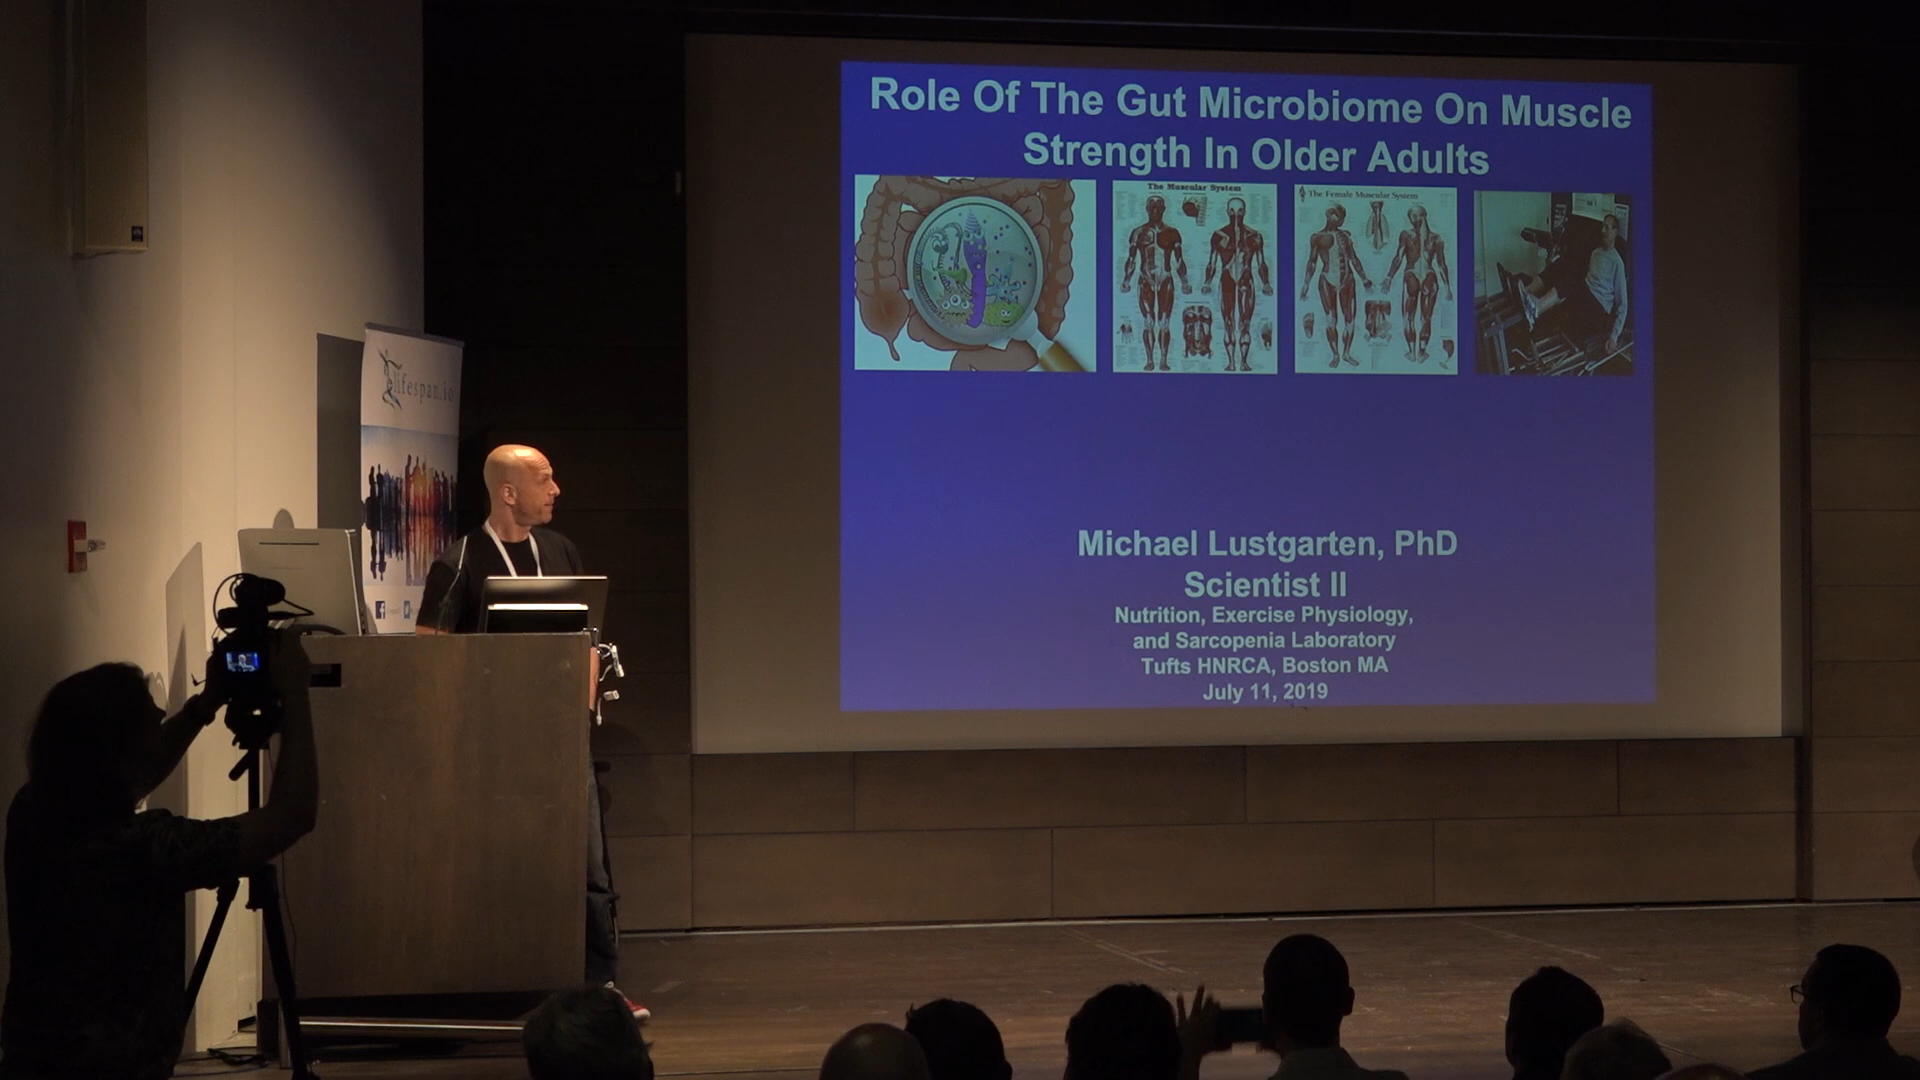 Role Of The Gut Microbiome On Muscle
Strength In Older Adults
The Muscular System
The Female Muscular System
lifespan.io
Michael Lustgarten, PhD
Scientist II
Nutrition, Exercise Physiology,
and Sarcopenia Laboratory
Tufts HNRCA, Boston MA
July 11, 2019